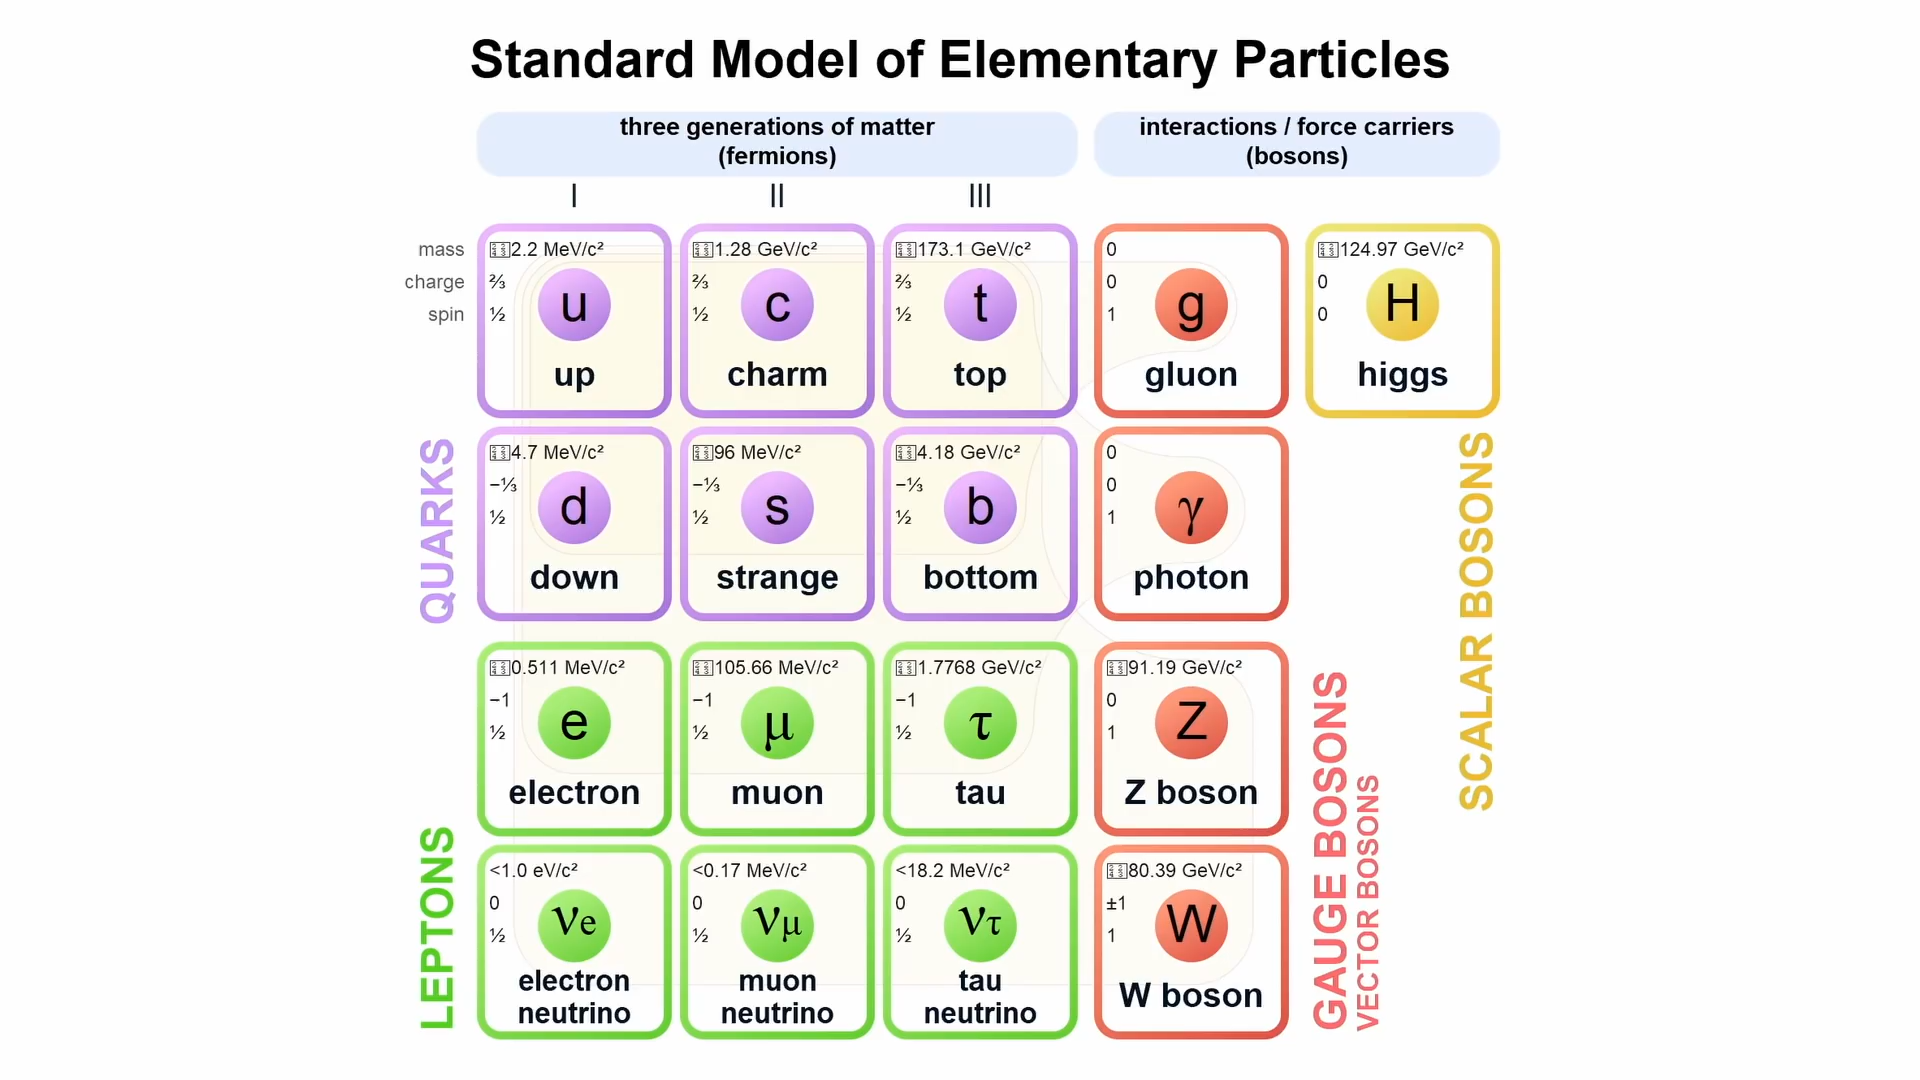 Standard Model of Elementary Particles
three generations of matter
(fermions)
interactions / force carriers
(bosons)
I
II
III
mass
charge
spin
2.2 MeV/c²
⅔
½
u
up
1.28 GeV/c²
⅔
½
c
charm
173.1 GeV/c²
⅔
½
t
top
0
0
1
g
gluon
124.97 GeV/c²
0
0
H
higgs
QUARKS
4.7 MeV/c²
−⅓
½
d
down
96 MeV/c²
−⅓
½
s
strange
4.18 GeV/c²
−⅓
½
b
bottom
0
0
1
γ
photon
SCALAR BOSONS
0.511 MeV/c²
−1
½
e
electron
105.66 MeV/c²
−1
½
μ
muon
1.7768 GeV/c²
−1
½
τ
tau
91.19 GeV/c²
0
1
Z
Z boson
LEPTONS
<1.0 eV/c²
0
½
νe
electron
neutrino
<0.17 MeV/c²
0
½
νμ
muon
neutrino
<18.2 MeV/c²
0
½
ντ
tau
neutrino
80.39 GeV/c²
±1
1
W
W boson
GAUGE BOSONS
VECTOR BOSONS